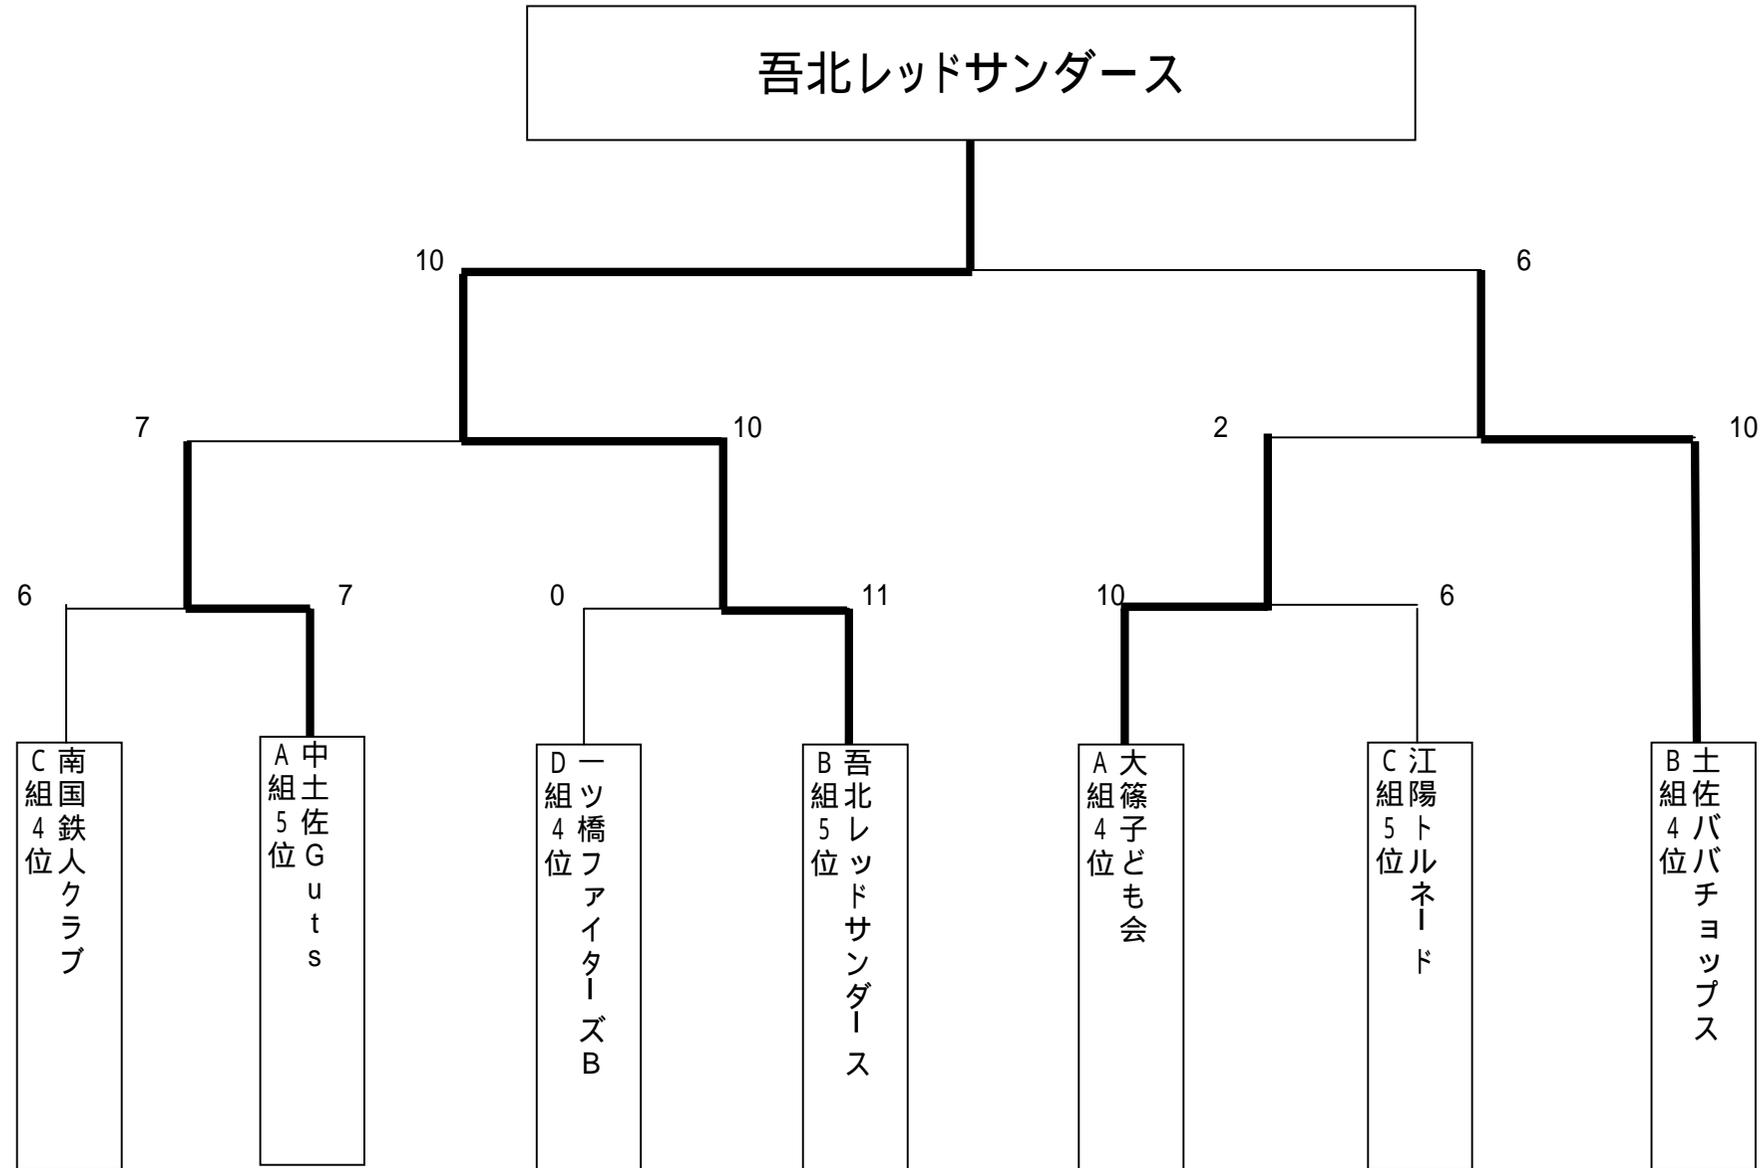 吾北レッドサンダース
10
6
7
10
2
10
6
7
0
11
10
6
南国鉄人クラブ
C組4位
中土佐Guts
A組5位
一ツ橋ファイターズB
D組4位
吾北レッドサンダース
B組5位
大篠子ども会
A組4位
江陽トルネード
C組5位
土佐ババチョップス
B組4位